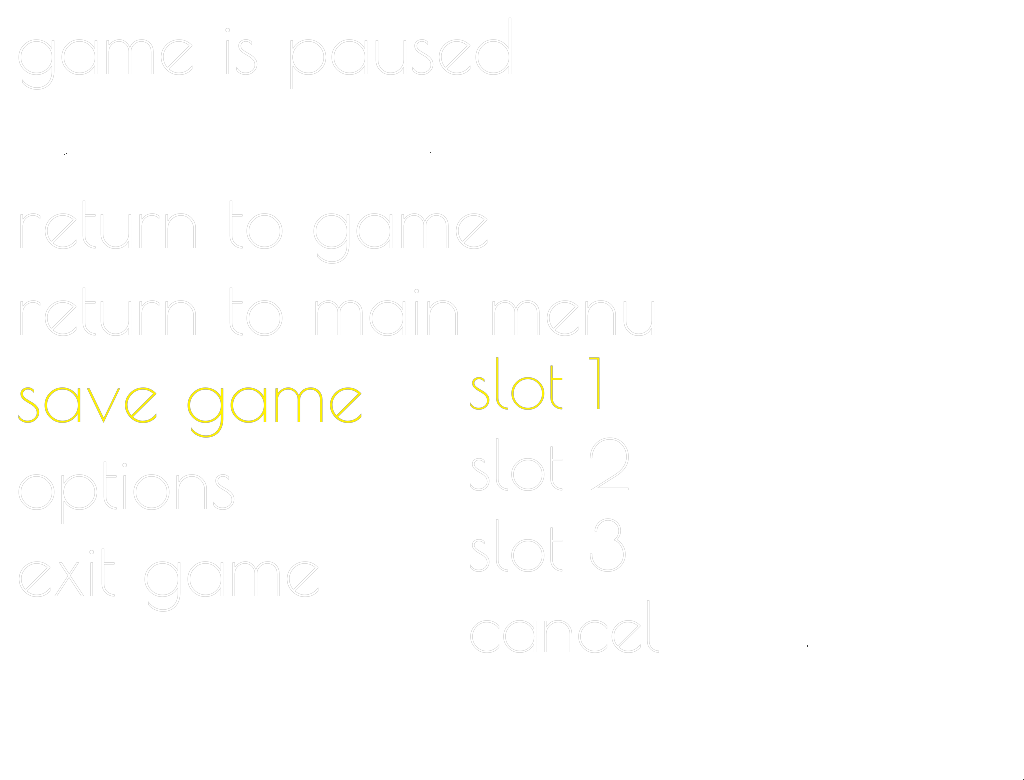 game is paused
return to game
return to main menu
save game
options
exit game
slot 1
slot 2
slot 3
cancel